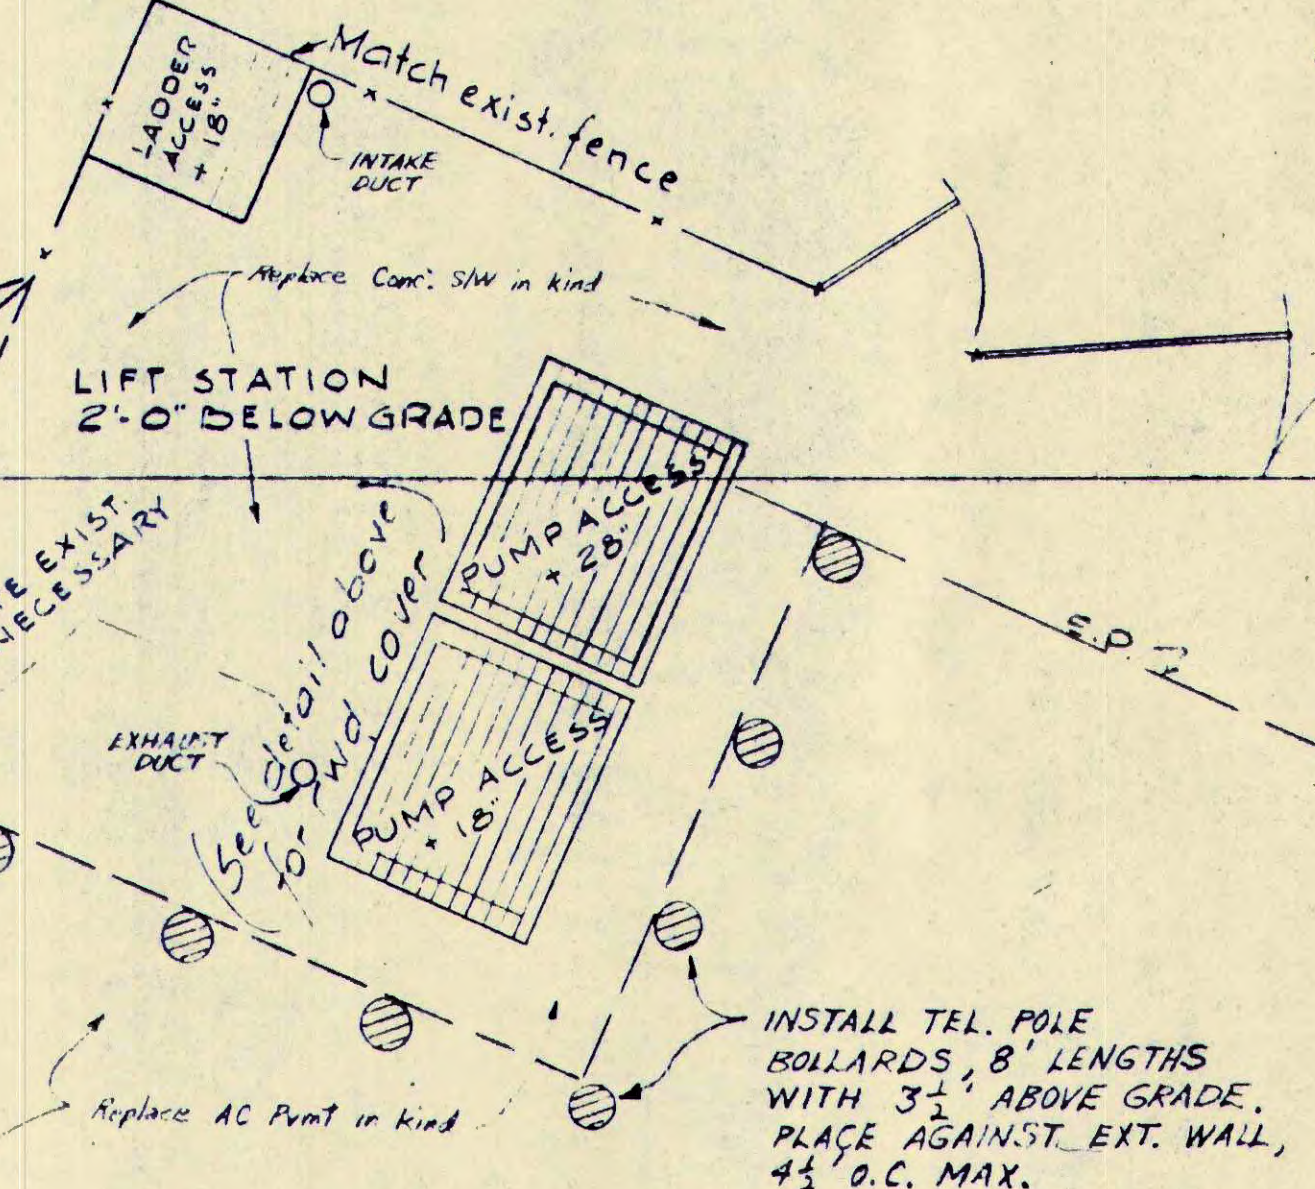 LADDER
ACCESS
+ 18"
Match exist. fence
INTAKE
DUCT
Replace Conc. S/W in kind
LIFT STATION
2'-0" BELOW GRADE
EXIST.
NECESSARY
PUMP ACCESS
+ 28"
(See detail above
for wd. cover
EXHAUST
DUCT
PUMP ACCESS
+ 18"
E.P.
Replace AC Pvmt in kind
INSTALL TEL. POLE
BOLLARDS, 8' LENGTHS
WITH 3½' ABOVE GRADE.
PLACE AGAINST EXT. WALL,
4½' O.C. MAX.